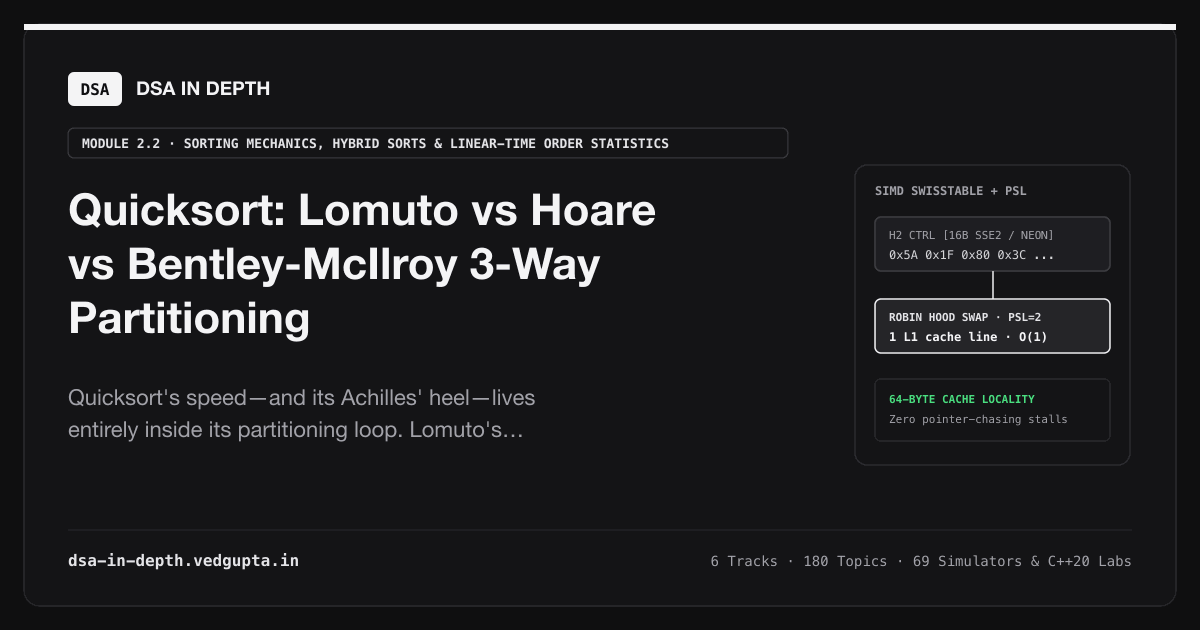 DSA
DSA IN DEPTH
MODULE 2.2 · SORTING MECHANICS, HYBRID SORTS & LINEAR-TIME ORDER STATISTICS
Quicksort: Lomuto vs Hoare
vs Bentley-McIlroy 3-Way
Partitioning
Quicksort's speed—and its Achilles' heel—lives
entirely inside its partitioning loop. Lomuto's…
SIMD SWISSTABLE + PSL
H2 CTRL [16B SSE2 / NEON]
0x5A 0x1F 0x80 0x3C ...
ROBIN HOOD SWAP · PSL=2
1 L1 cache line · O(1)
64-BYTE CACHE LOCALITY
Zero pointer-chasing stalls
dsa-in-depth.vedgupta.in
6 Tracks · 180 Topics · 69 Simulators & C++20 Labs